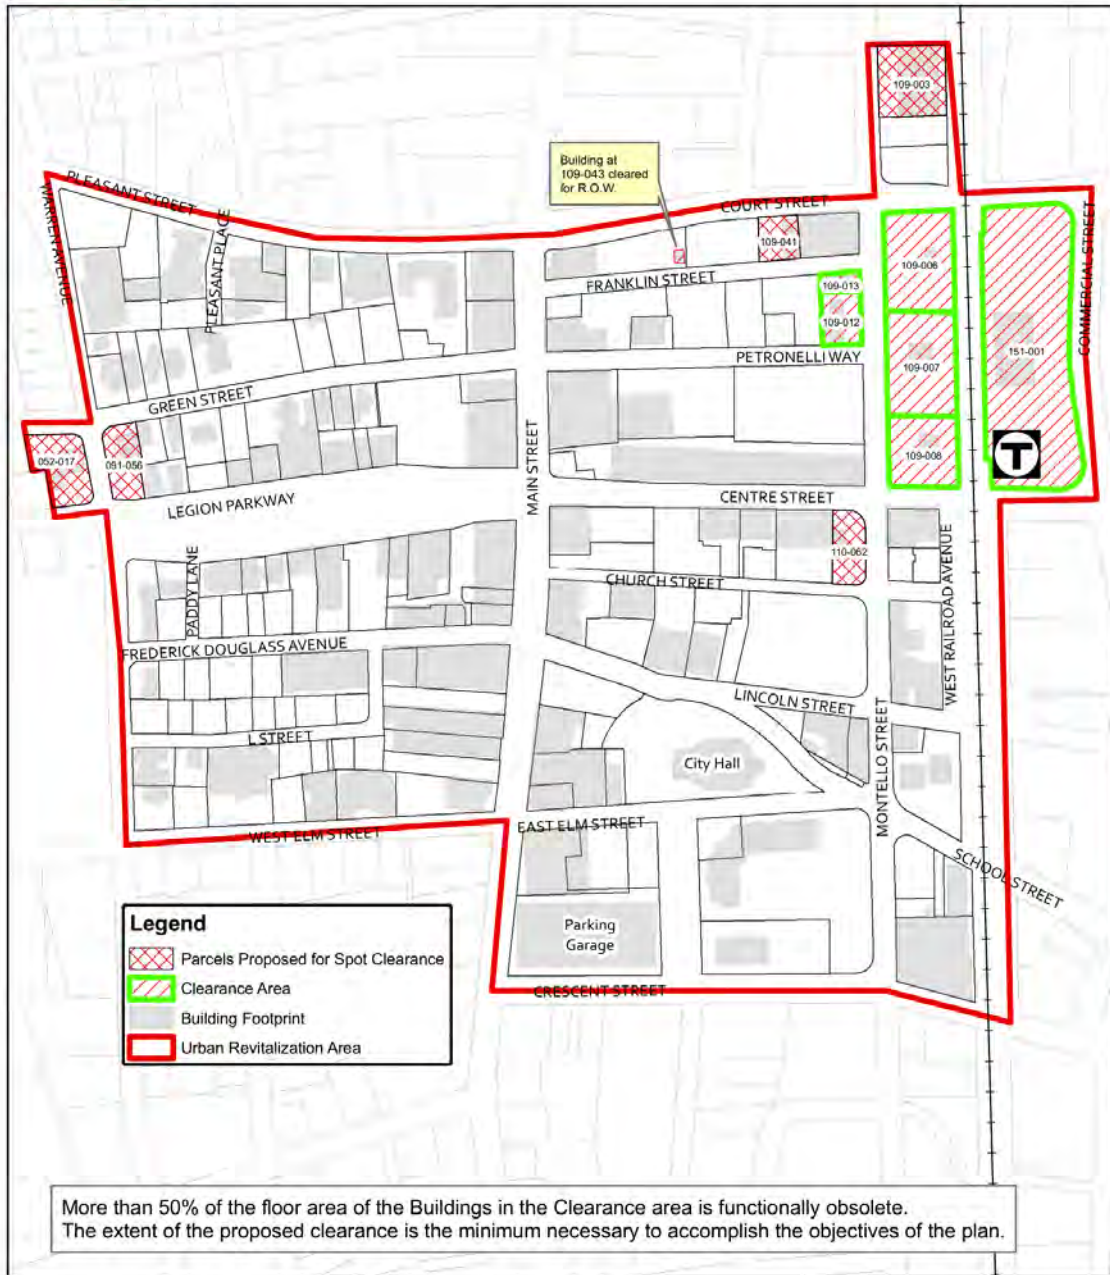 109-003
Building at
109-043 cleared
for R.O.W.
PLEASANT STREET
WARREN AVENUE
PLEASANT PLACE
COURT STREET
109-041
FRANKLIN STREET
109-013
109-012
109-006
COMMERCIAL STREET
151-001
PETRONELLI WAY
109-007
GREEN STREET
052-017
091-056
MAIN STREET
109-008
T
LEGION PARKWAY
CENTRE STREET
110-062
PADDY LANE
CHURCH STREET
WEST RAILROAD AVENUE
FREDERICK DOUGLASS AVENUE
LINCOLN STREET
L STREET
City Hall
MONTELLO STREET
WEST ELM STREET
EAST ELM STREET
SCHOOL STREET
Parking
Garage
CRESCENT STREET
Legend
Parcels Proposed for Spot Clearance
Clearance Area
Building Footprint
Urban Revitalization Area
More than 50% of the floor area of the Buildings in the Clearance area is functionally obsolete.
The extent of the proposed clearance is the minimum necessary to accomplish the objectives of the plan.